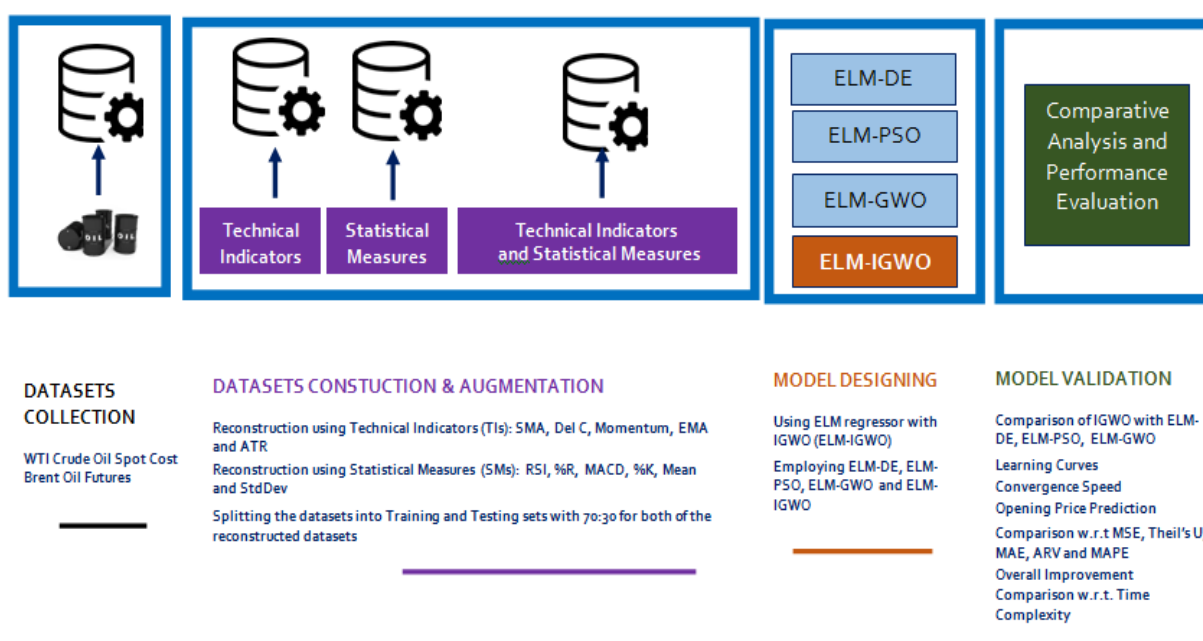 OIL
OIL
Technical
Indicators
Statistical
Measures
Technical Indicators
and Statistical Measures
ELM-DE
ELM-PSO
ELM-GWO
ELM-IGWO
Comparative
Analysis and
Performance
Evaluation
DATASETS
COLLECTION
WTI Crude Oil Spot Cost
Brent Oil Futures
DATASETS CONSTUCTION & AUGMENTATION
Reconstruction using Technical Indicators (TIs): SMA, Del C, Momentum, EMA
and ATR
Reconstruction using Statistical Measures (SMs): RSI, %R, MACD, %K, Mean
and StdDev
Splitting the datasets into Training and Testing sets with 70:30 for both of the
reconstructed datasets
MODEL DESIGNING
Using ELM regressor with
IGWO (ELM-IGWO)
Employing ELM-DE, ELM-
PSO, ELM-GWO and ELM-
IGWO
MODEL VALIDATION
Comparison of IGWO with ELM-
DE, ELM-PSO, ELM-GWO
Learning Curves
Convergence Speed
Opening Price Prediction
Comparison w.r.t MSE, Theil's U
MAE, ARV and MAPE
Overall Improvement
Comparison w.r.t. Time
Complexity